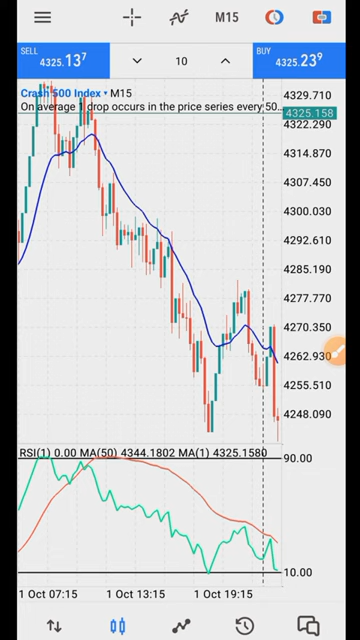 M15
SELL
4325.13⁷
10
BUY
4325.23⁹
Crash 500 Index ▾ M15
On average 1 drop occurs in the price series every 50..
4329.710
4325.158
4322.290
4314.870
4307.450
4300.030
4292.610
4285.190
4277.770
4270.350
4262.930
4255.510
4248.090
RSI(1) 0.00 MA(50) 4344.1802 MA(1) 4325.1580
90.00
10.00
1 Oct 07:15
1 Oct 13:15
1 Oct 19:15